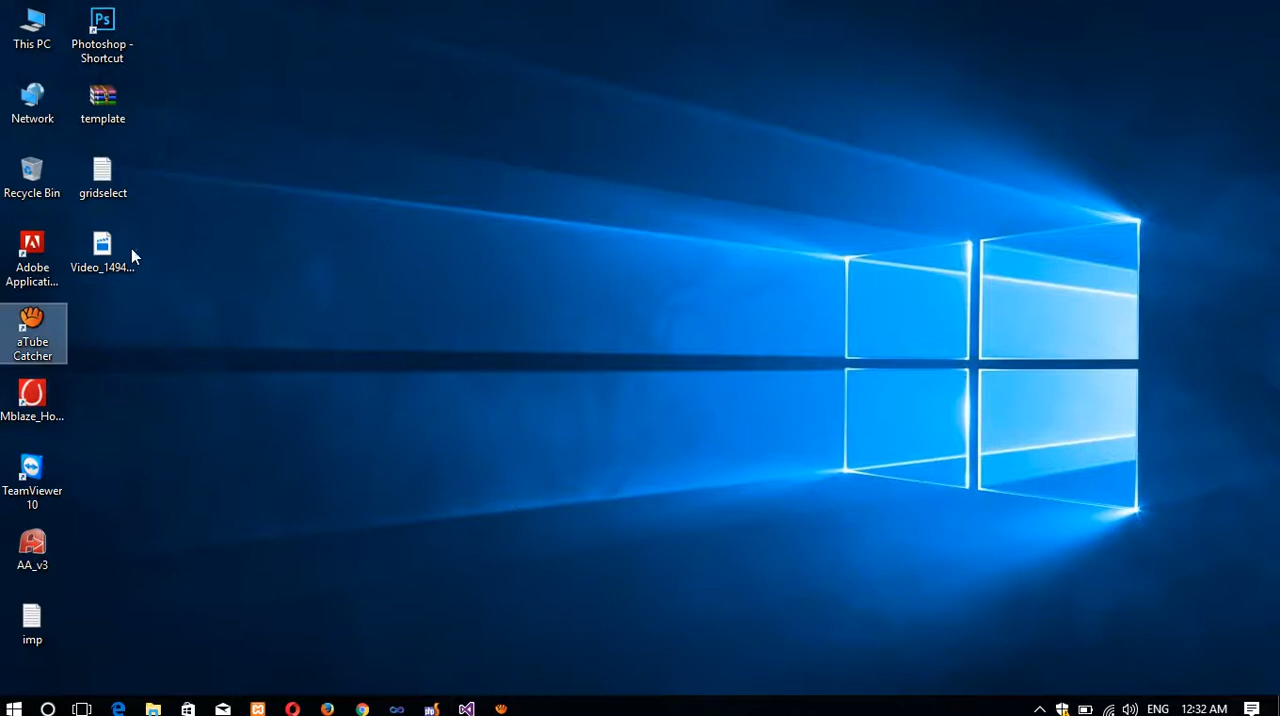 This PC
Ps
Photoshop -
Shortcut
Network
template
Recycle Bin
gridselect
Adobe
Applicati...
Video_1494...
aTube
Catcher
Mblaze_Ho...
TeamViewer
10
AA_v3
imp
php
ENG
12:32 AM